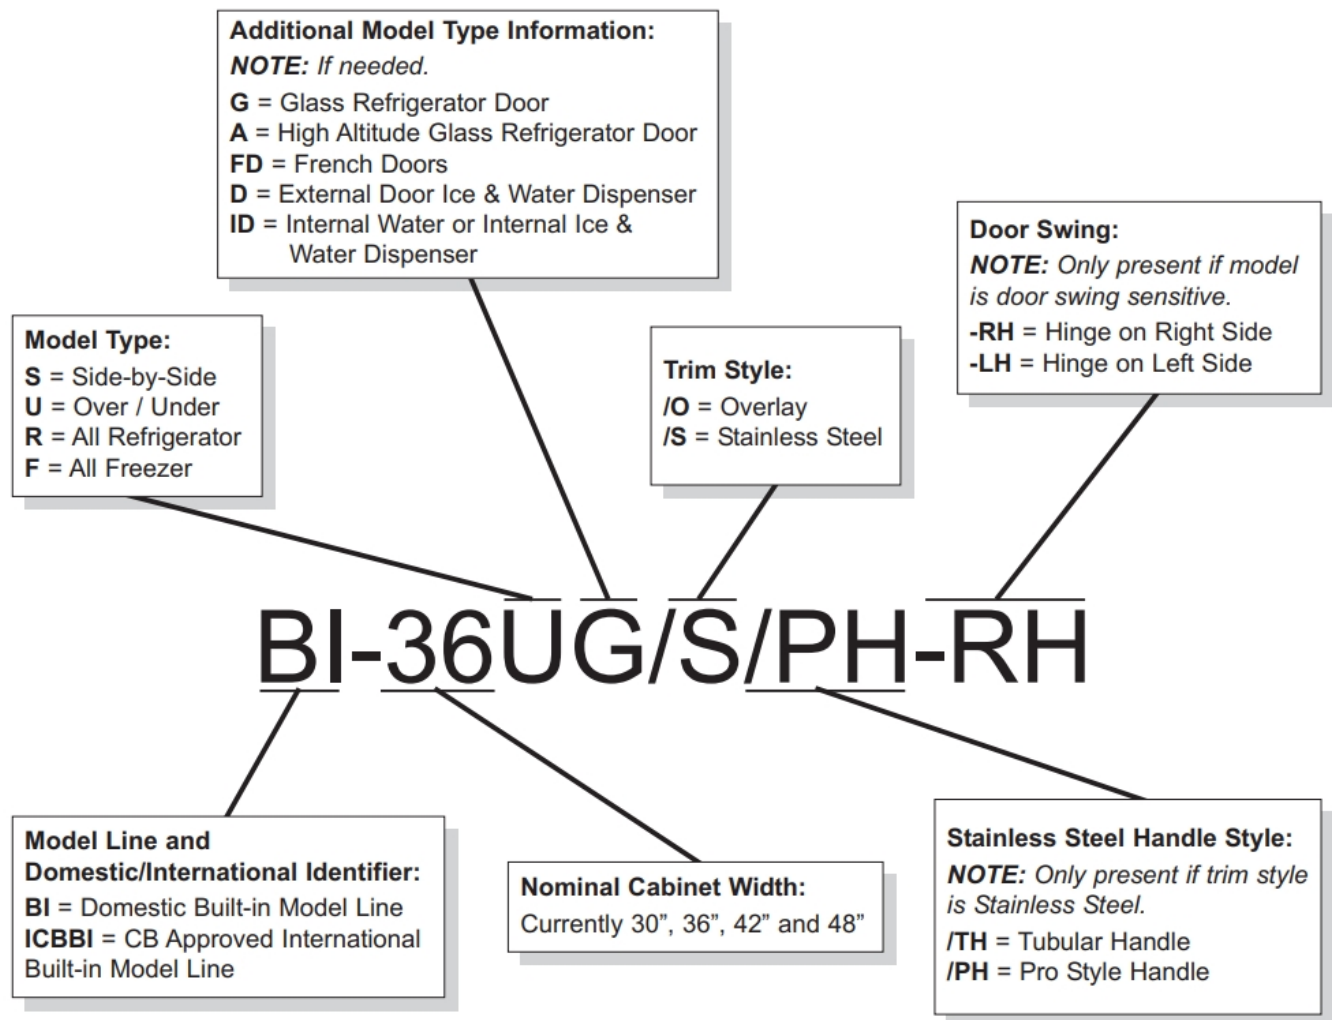 Additional Model Type Information:
NOTE: If needed.
G = Glass Refrigerator Door
A = High Altitude Glass Refrigerator Door
FD = French Doors
D = External Door Ice & Water Dispenser
ID = Internal Water or Internal Ice &
Water Dispenser
Door Swing:
NOTE: Only present if model
is door swing sensitive.
-RH = Hinge on Right Side
-LH = Hinge on Left Side
Model Type:
S = Side-by-Side
U = Over / Under
R = All Refrigerator
F = All Freezer
Trim Style:
/O = Overlay
/S = Stainless Steel
BI-36UG/S/PH-RH
Model Line and
Domestic/International Identifier:
BI = Domestic Built-in Model Line
ICBBI = CB Approved International
Built-in Model Line
Nominal Cabinet Width:
Currently 30”, 36”, 42” and 48”
Stainless Steel Handle Style:
NOTE: Only present if trim style
is Stainless Steel.
/TH = Tubular Handle
/PH = Pro Style Handle